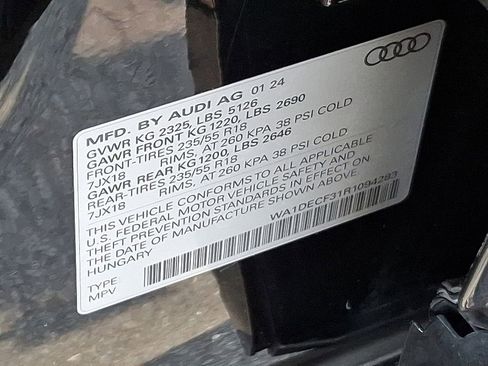 MFD. BY AUDI AG 01 24
GVWR KG 2325, LBS 5126
GAWR FRONT KG 1220, LBS 2690
FRONT-TIRES 235/55 R18
7JX18 RIMS, AT 260 KPA 38 PSI COLD
GAWR REAR KG 1200, LBS 2646
REAR-TIRES 235/55 R18
7JX18 RIMS, AT 260 KPA 38 PSI COLD
THIS VEHICLE CONFORMS TO ALL APPLICABLE
U.S. FEDERAL MOTOR VEHICLE SAFETY AND
THEFT PREVENTION STANDARDS IN EFFECT ON
THE DATE OF MANUFACTURE SHOWN ABOVE.
HUNGARY
WA1DECF31R1094283
TYPE:
MPV